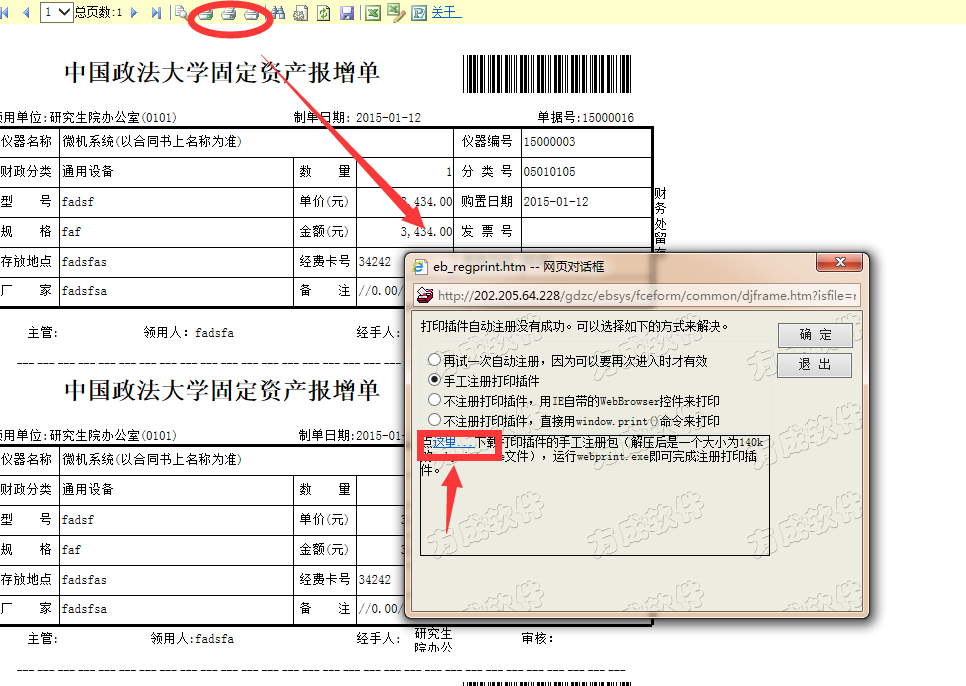 1 总页数:1 关于
中国政法大学固定资产报增单
领用单位:研究生院办公室(0101) 制单日期: 2015-01-12 单据号:15000016
仪器名称 微机系统(以合同书上名称为准) 仪器编号 15000003
财政分类 通用设备 数 量 1 分 类 号 05010105
型 号 fadsf 单价(元) 3,434.00 购置日期 2015-01-12
规 格 faf 金额(元) 3,434.00 发 票 号
存放地点 fadsfas 经费卡号 34242
厂 家 fadsfsa 备 注 //0.00/
财务处留存
主管: 领用人: fadsfa 经手人:
eb_regprint.htm -- 网页对话框
http://202.205.64.228/gdzc/ebsys/fceform/common/djframe.htm?isfile=r
打印插件自动注册没有成功。可以选择如下的方式来解决。
确 定
退 出
再试一次自动注册，因为可以要再次进入时才有效
手工注册打印插件
不注册打印插件，用IE自带的WebBrowser控件来打印
不注册打印插件，直接用window.print()命令来打印
点这里...下载打印插件的手工注册包（解压后是一个大小为140k
的 文件），运行webprint.exe即可完成注册打印插
件。
方成软件 方成软件 方成软件
中国政法大学固定资产报增单
领用单位:研究生院办公室(0101) 制单日期:2015-01-
仪器名称 微机系统(以合同书上名称为准)
财政分类 通用设备 数 量
型 号 fadsf 单价(元) 3
规 格 faf 金额(元) 3
存放地点 fadsfas 经费卡号 34242
厂 家 fadsfsa 备 注 //0.00/
主管: 领用人:fadsfa 经手人: 研究生 审核:
院办公